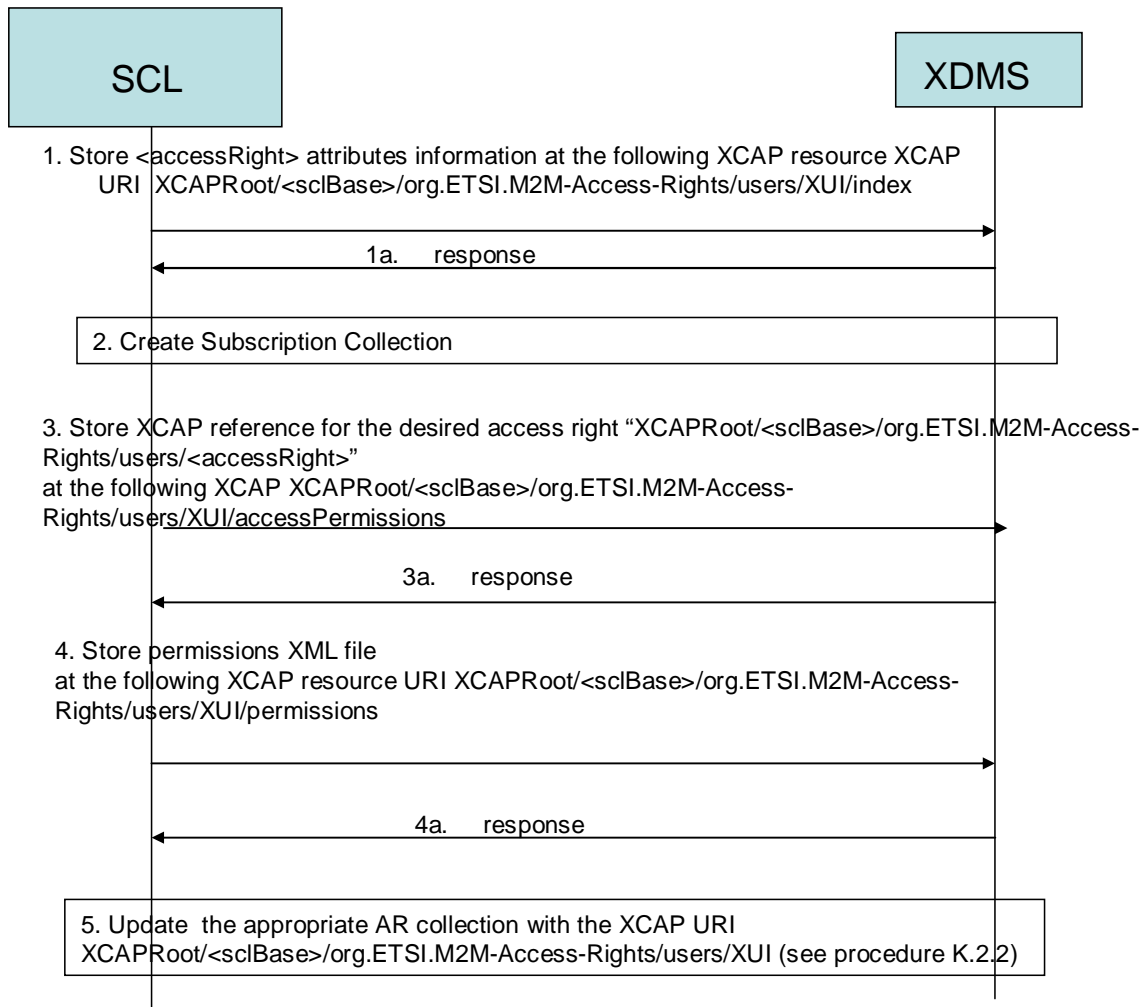 SCL
XDMS
1. Store <accessRight> attributes information at the following XCAP resource XCAP
URI XCAPRoot/<sclBase>/org.ETSI.M2M-Access-Rights/users/XUI/index
1a. response
2. Create Subscription Collection
3. Store XCAP reference for the desired access right “XCAPRoot/<sclBase>/org.ETSI.M2M-Access-
Rights/users/<accessRight>”
at the following XCAP XCAPRoot/<sclBase>/org.ETSI.M2M-Access-
Rights/users/XUI/accessPermissions
3a. response
4. Store permissions XML file
at the following XCAP resource URI XCAPRoot/<sclBase>/org.ETSI.M2M-Access-
Rights/users/XUI/permissions
4a. response
5. Update the appropriate AR collection with the XCAP URI
XCAPRoot/<sclBase>/org.ETSI.M2M-Access-Rights/users/XUI (see procedure K.2.2)